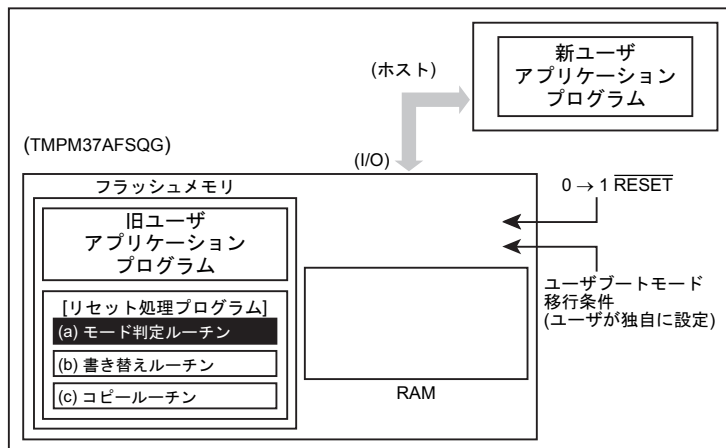 新ユーザ
アプリケーション
プログラム
(ホスト)
(TMPM37AFSQG)
(I/O)
フラッシュメモリ
旧ユーザ
アプリケーション
プログラム
0 → 1 RESET
ユーザブートモード
移行条件
(ユーザが独自に設定)
[リセット処理プログラム]
(a) モード判定ルーチン
(b) 書き替えルーチン
(c) コピールーチン
RAM